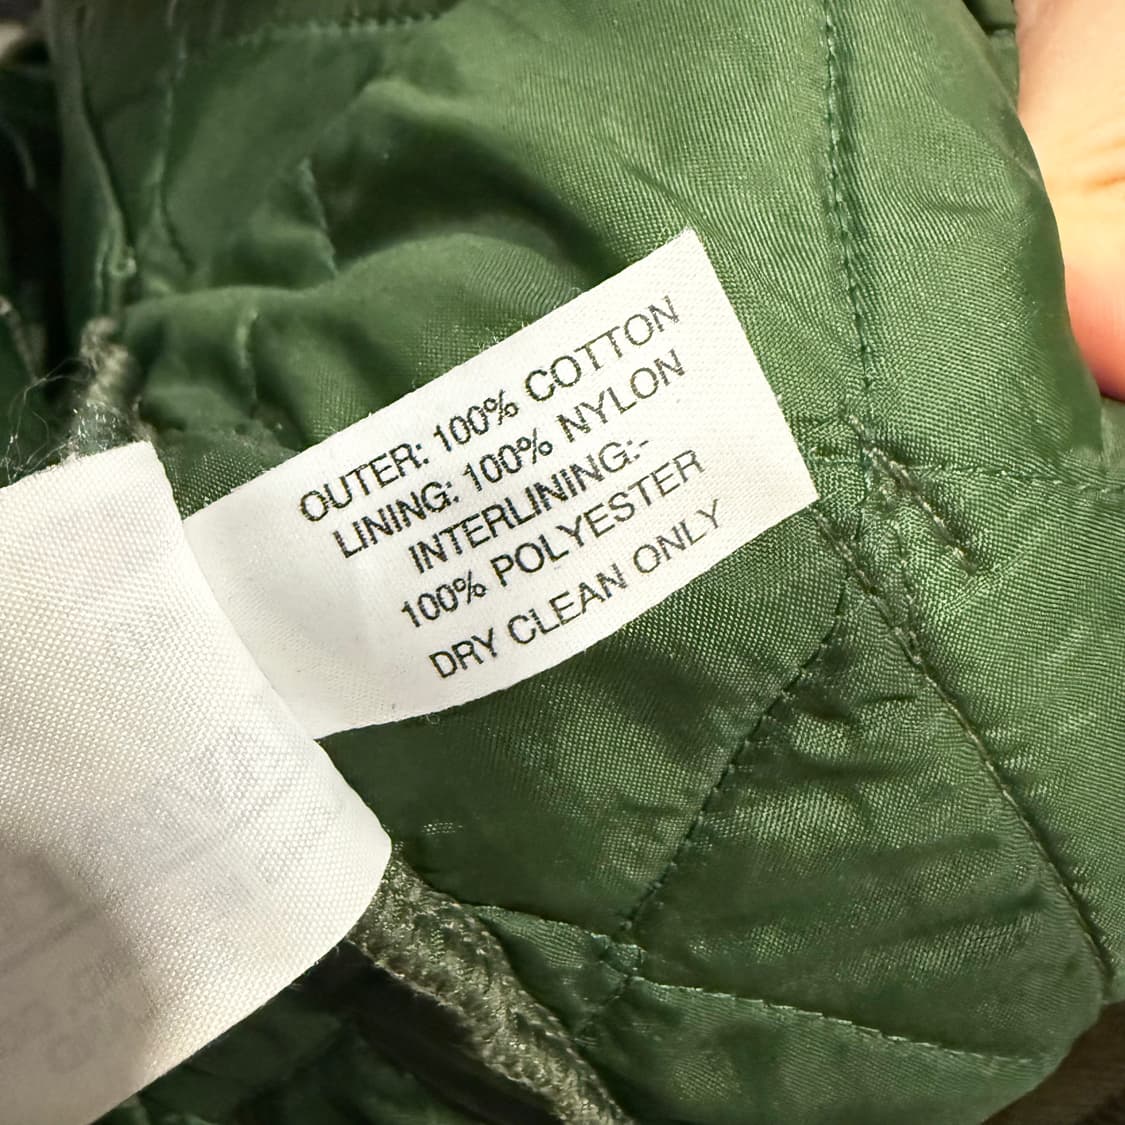 OUTER: 100% COTTON
LINING: 100% NYLON
INTERLINING:-
100% POLYESTER
DRY CLEAN ONLY